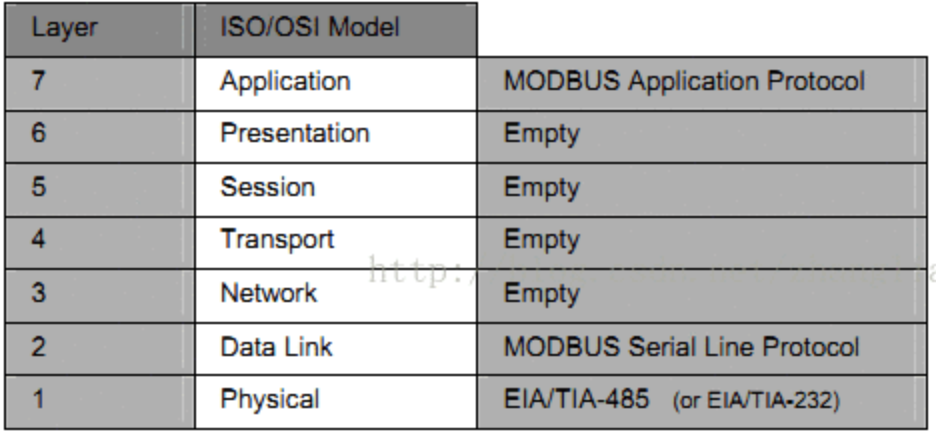 Layer ISO/OSI Model
7 Application MODBUS Application Protocol
6 Presentation Empty
5 Session Empty
4 Transport Empty
http:/
3 Network Empty
2 Data Link MODBUS Serial Line Protocol
1 Physical EIA/TIA-485 (or EIA/TIA-232)